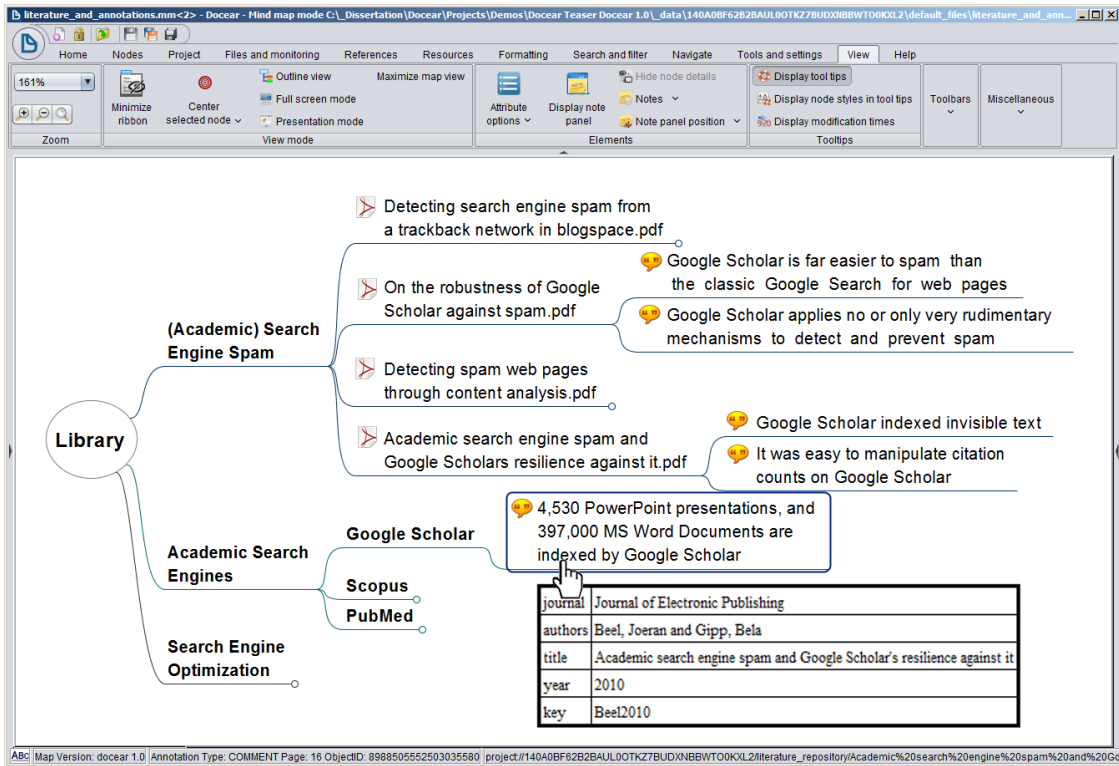 literature_and_annotations.mm<2> - Docear - Mind map mode C:\_Dissertation\Docear\Projects\Demos\Docear Teaser Docear 1.0\_data\140A0BF62B2BAUL0OTKZ7BUDXNBBWTO0KXL2\default_files\literature_and_ann...
Home Nodes Project Files and monitoring References Resources Formatting Search and filter Navigate Tools and settings View Help
161%
Minimize ribbon
Center selected node
Outline view
Full screen mode
Presentation mode
Maximize map view
Attribute options
Display note panel
Hide node details
Notes
Note panel position
Display tool tips
Display node styles in tool tips
Display modification times
Toolbars
Miscellaneous
Zoom View mode Elements Tooltips
Library
(Academic) Search
Engine Spam
Detecting search engine spam from
a trackback network in blogspace.pdf
On the robustness of Google
Scholar against spam.pdf
Google Scholar is far easier to spam than
the classic Google Search for web pages
Google Scholar applies no or only very rudimentary
mechanisms to detect and prevent spam
Detecting spam web pages
through content analysis.pdf
Academic search engine spam and
Google Scholars resilience against it.pdf
Google Scholar indexed invisible text
It was easy to manipulate citation
counts on Google Scholar
Academic Search
Engines
Google Scholar
4,530 PowerPoint presentations, and
397,000 MS Word Documents are
indexed by Google Scholar
Scopus
PubMed
Search Engine
Optimization
journal Journal of Electronic Publishing
authors Beel, Joeran and Gipp, Bela
title Academic search engine spam and Google Scholar's resilience against it
year 2010
key Beel2010
ABC Map Version: docear 1.0 Annotation Type: COMMENT Page: 16 ObjectID: 8988505552503035580 project://140A0BF62B2BAUL0OTKZ7BUDXNBBWTO0KXL2/literature_repository/Academic%20search%20engine%20spam%20and%20Go